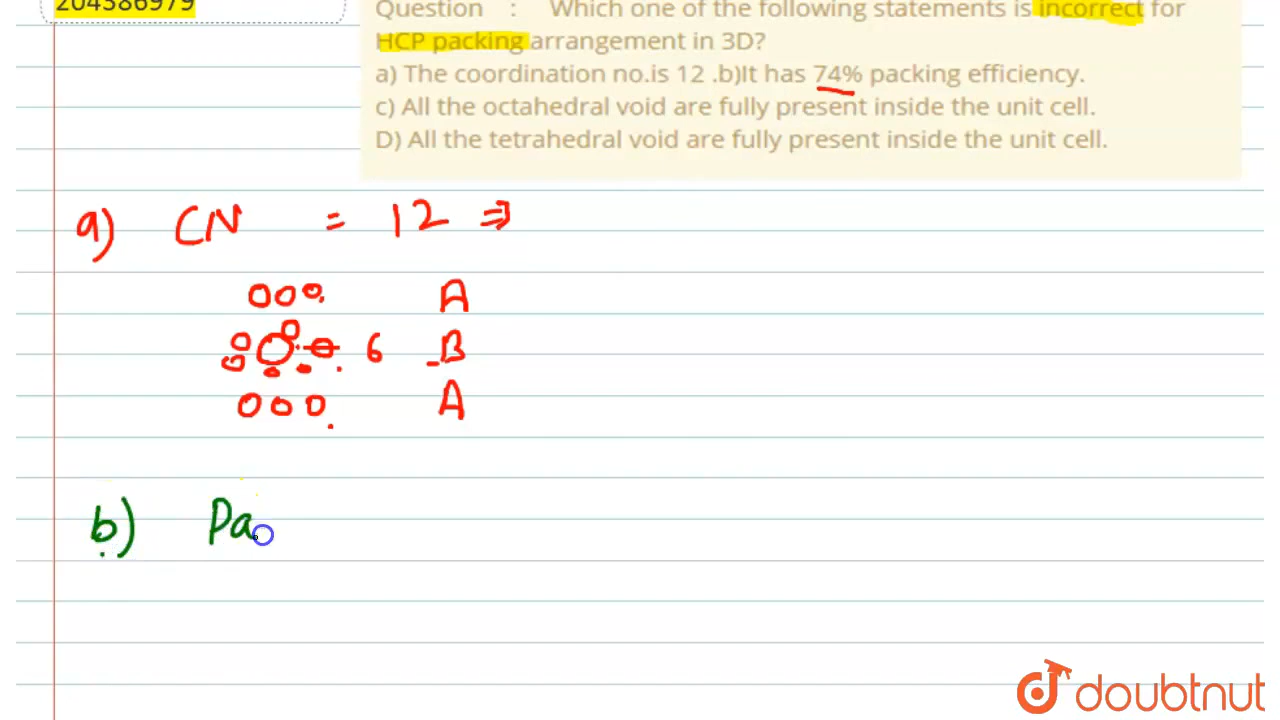 204386979
Question : Which one of the following statements is incorrect for
HCP packing arrangement in 3D?
a) The coordination no.is 12 .b)It has 74% packing efficiency.
c) All the octahedral void are fully present inside the unit cell.
D) All the tetrahedral void are fully present inside the unit cell.
a) CN = 12 ⇒
A
6 B
A
b) Pa
doubtnut